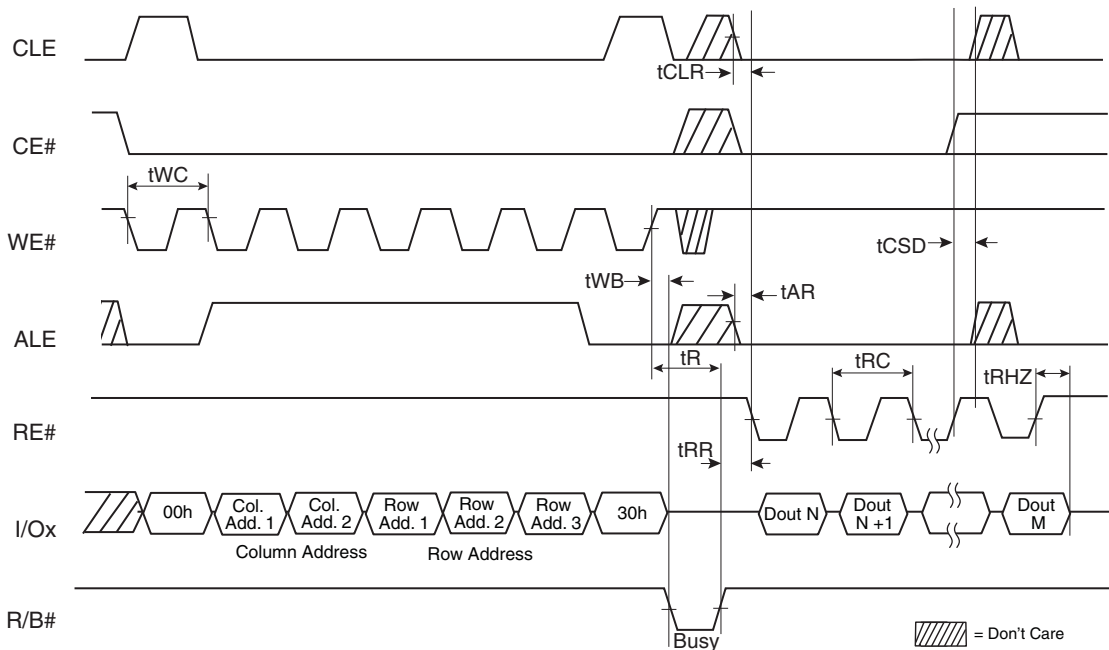 CLE
tCLR
CE#
tWC
WE#
tCSD
tWB
tAR
ALE
tR
tRC
tRHZ
RE#
tRR
I/Ox
00h
Col. Add. 1
Col. Add. 2
Row Add. 1
Row Add. 2
Row Add. 3
30h
Dout N
Dout N +1
Dout M
Column Address
Row Address
R/B#
Busy
= Don't Care